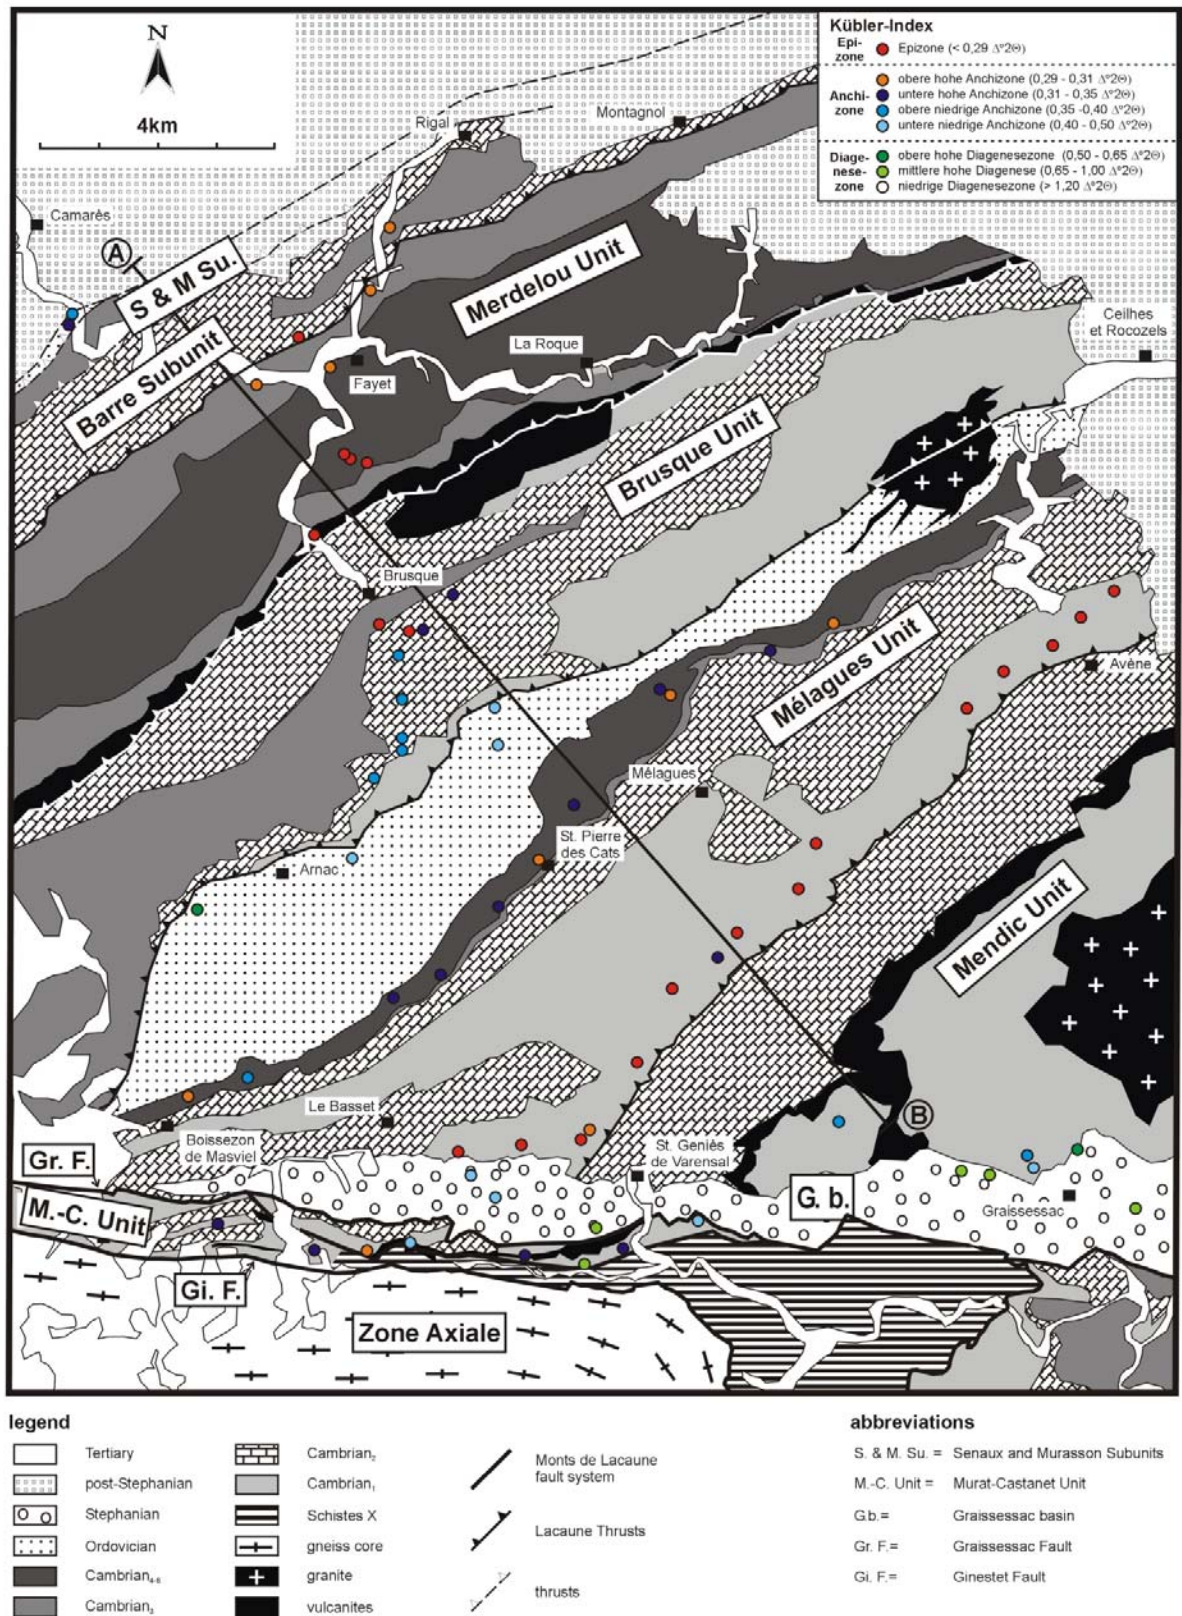 N
4km
Kübler-Index
Epi-
zone
Epizone (< 0,29 Δ°2Θ)
Anchi-
zone
obere hohe Anchizone (0,29 - 0,31 Δ°2Θ)
untere hohe Anchizone (0,31 - 0,35 Δ°2Θ)
obere niedrige Anchizone (0,35 -0,40 Δ°2Θ)
untere niedrige Anchizone (0,40 - 0,50 Δ°2Θ)
Diage-
nese-
zone
obere hohe Diagenesezone (0,50 - 0,65 Δ°2Θ)
mittlere hohe Diagenese (0,65 - 1,00 Δ°2Θ)
niedrige Diagenesezone (> 1,20 Δ°2Θ)
Rigal
Montagnol
Camarès
A
S & M Su.
Merdelou Unit
Barre Subunit
La Roque
Fayet
Ceilhes
et Rocozels
Brusque Unit
Brusque
Mélagues Unit
Avène
Mélagues
St. Pierre
des Cats
Arnac
Mendic Unit
Le Basset
B
Boissezon
de Masviel
St. Geniès
de Varensal
Gr. F.
M.-C. Unit
G. b.
Graissessac
Gi. F.
Zone Axiale
legend
Tertiary
post-Stephanian
Stephanian
Ordovician
Cambrian4-6
Cambrian3
Cambrian2
Cambrian1
Schistes X
gneiss core
granite
vulcanites
Monts de Lacaune
fault system
Lacaune Thrusts
thrusts
abbreviations
S. & M. Su. = Senaux and Murasson Subunits
M.-C. Unit = Murat-Castanet Unit
G.b.= Graissessac basin
Gr. F.= Graissessac Fault
Gi. F.= Ginestet Fault